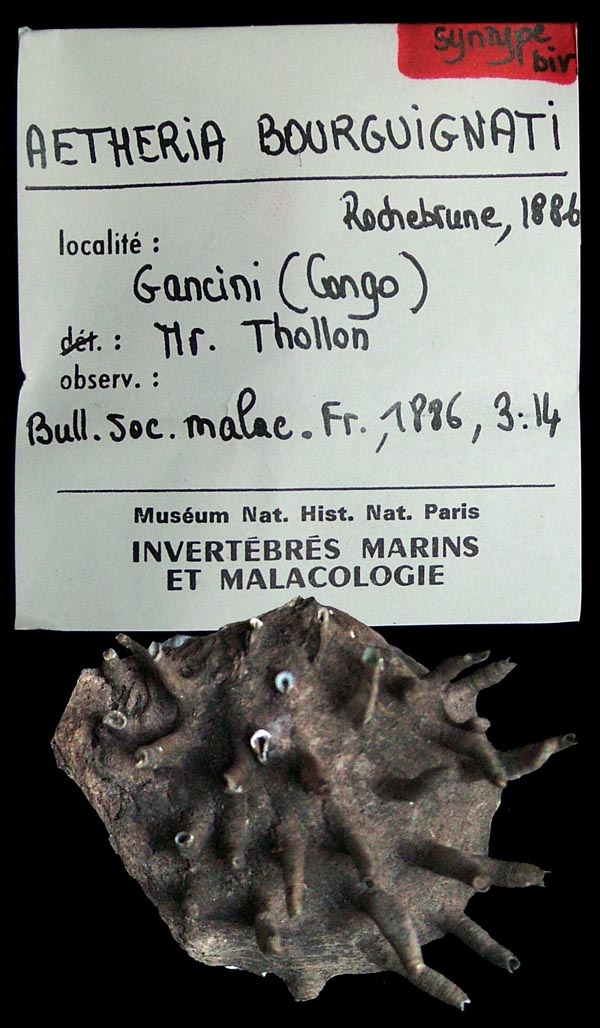 syntype
biv
AETHERIA BOURGUIGNATI
Rochebrune, 1886
localité :
Gancini (Congo)
dét. : Mr. Thollon
observ. :
Bull. Soc. malac. Fr., 1886, 3:14
Muséum Nat. Hist. Nat. Paris
INVERTÉBRÉS MARINS
ET MALACOLOGIE